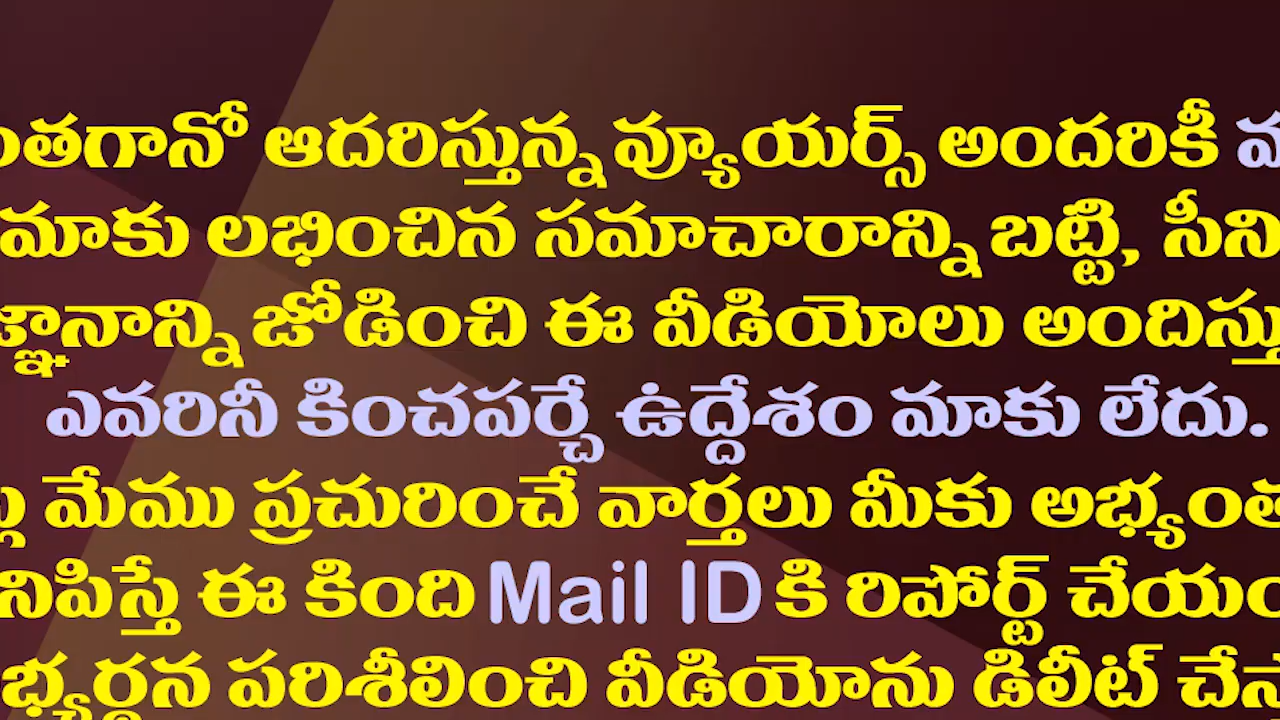 ఆదరిస్తున్న వ్యూయర్స్ అందరికీ
మాకు లభించిన సమాచారాన్ని బట్టి,
జోడించి ఈ వీడియోలు
ఎవరినీ కించపర్చే ఉద్దేశం మాకు లేదు.
మేము ప్రచురించే వార్తలు మీకు
ఈ కింది Mail ID కి రిపోర్ట్
పరిశీలించి వీడియోను డిలీట్